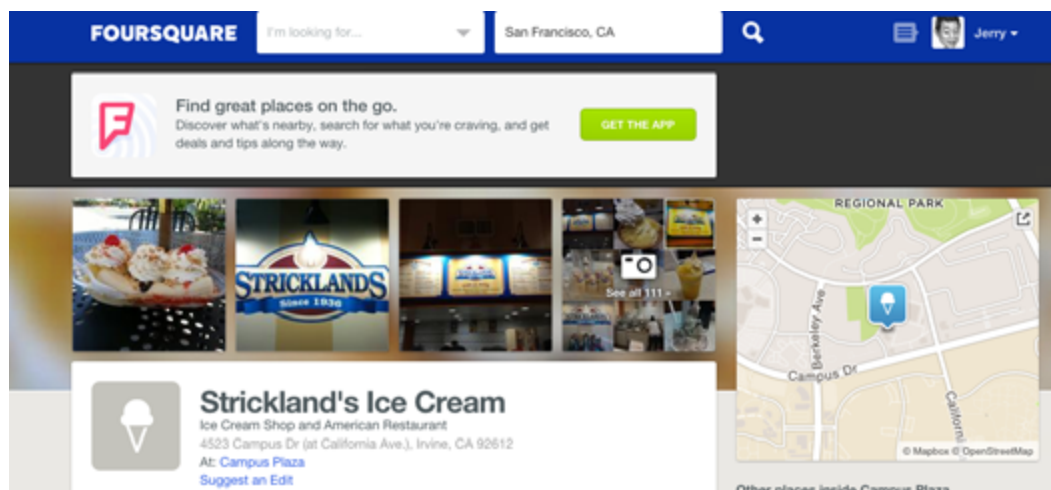 FOURSQUARE
I'm looking for...
San Francisco, CA
Jerry
Find great places on the go.
Discover what's nearby, search for what you're craving, and get
deals and tips along the way.
GET THE APP
STRICKLANDS
Since 1936
See all 111
+
−
REGIONAL PARK
Berkeley Ave
Campus Dr
Californi
© Mapbox © OpenStreetMap
Strickland's Ice Cream
Ice Cream Shop and American Restaurant
4523 Campus Dr (at California Ave.), Irvine, CA 92612
At: Campus Plaza
Suggest an Edit
Other places inside Campus Plaza